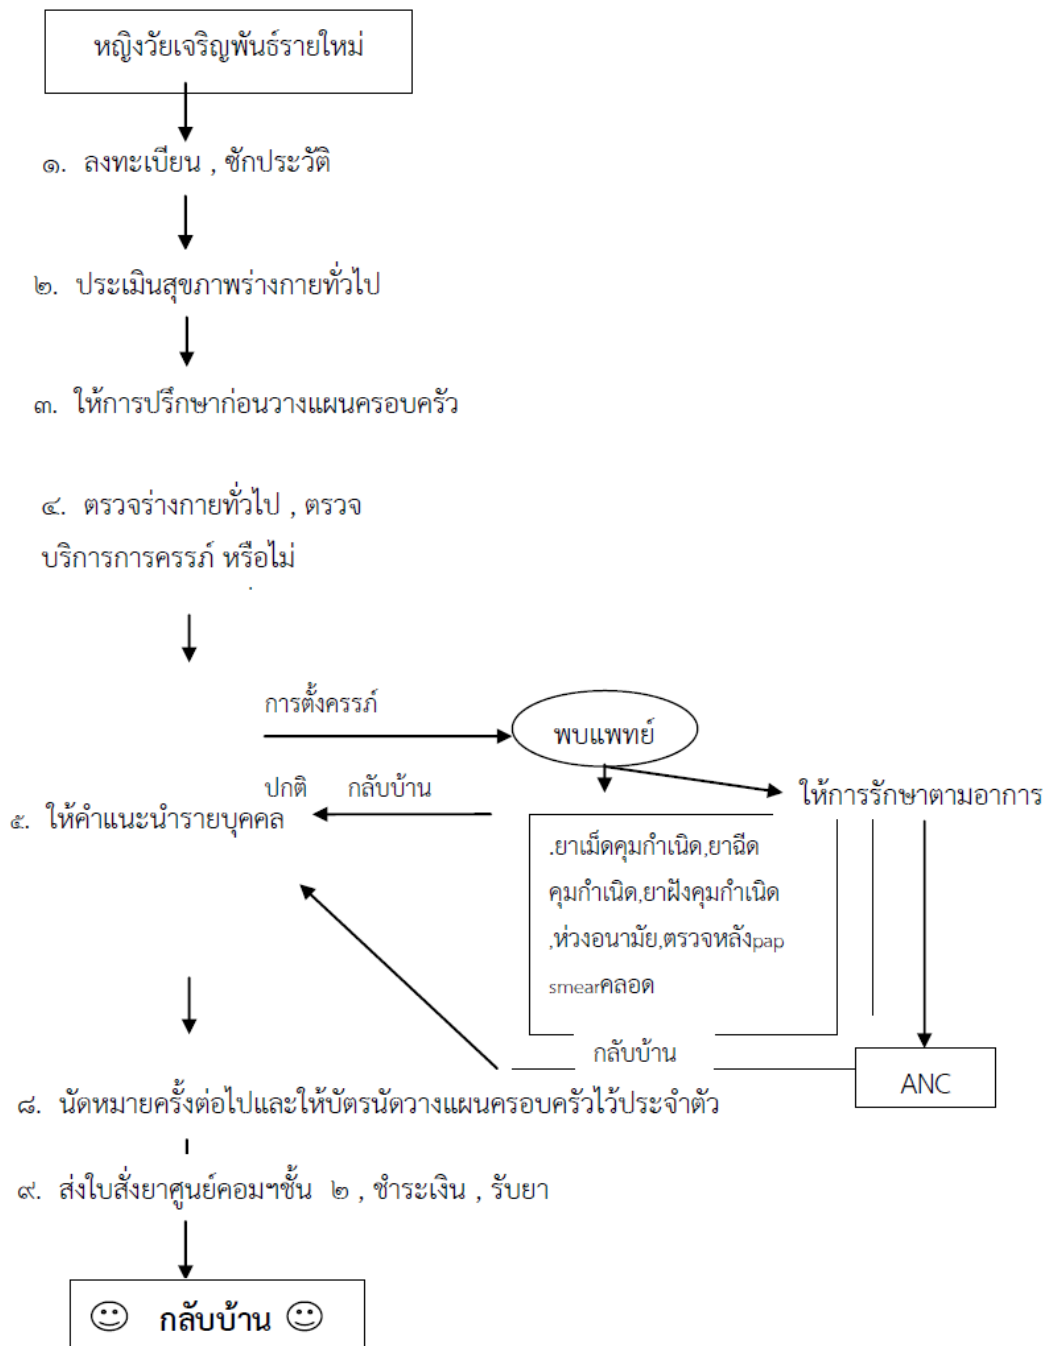 หญิงวัยเจริญพันธ์รายใหม่
๑. ลงทะเบียน , ซักประวัติ
๒. ประเมินสุขภาพร่างกายทั่วไป
๓. ให้การปรึกษาก่อนวางแผนครอบครัว
๔. ตรวจร่างกายทั่วไป , ตรวจ
บริการการครรภ์ หรือไม่
การตั้งครรภ์
พบแพทย์
ปกติ กลับบ้าน
ให้การรักษาตามอาการ
๕. ให้คำแนะนำรายบุคคล
.ยาเม็ดคุมกำเนิด,ยาฉีด
คุมกำเนิด,ยาฝังคุมกำเนิด
,ห่วงอนามัย,ตรวจหลังpap
smearคลอด
กลับบ้าน
ANC
๘. นัดหมายครั้งต่อไปและให้บัตรนัดวางแผนครอบครัวไว้ประจำตัว
๙. ส่งใบสั่งยาศูนย์คอมฯชั้น ๒ , ชำระเงิน , รับยา
☺ กลับบ้าน ☺